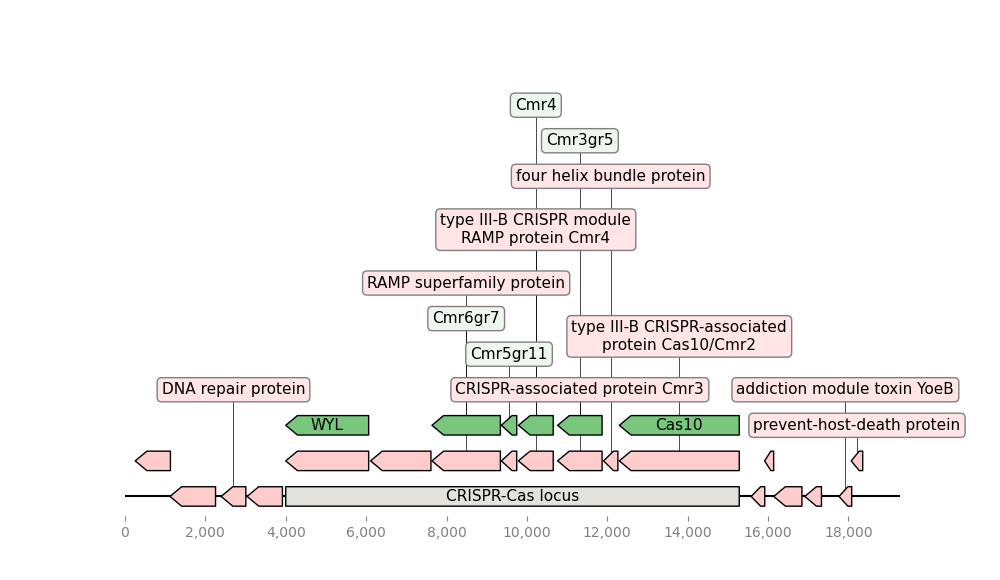 Cmr4
Cmr3gr5
four helix bundle protein
type III-B CRISPR module
RAMP protein Cmr4
RAMP superfamily protein
Cmr6gr7
type III-B CRISPR-associated
protein Cas10/Cmr2
Cmr5gr11
DNA repair protein
CRISPR-associated protein Cmr3
addiction module toxin YoeB
WYL
Cas10
prevent-host-death protein
CRISPR-Cas locus
0
2,000
4,000
6,000
8,000
10,000
12,000
14,000
16,000
18,000